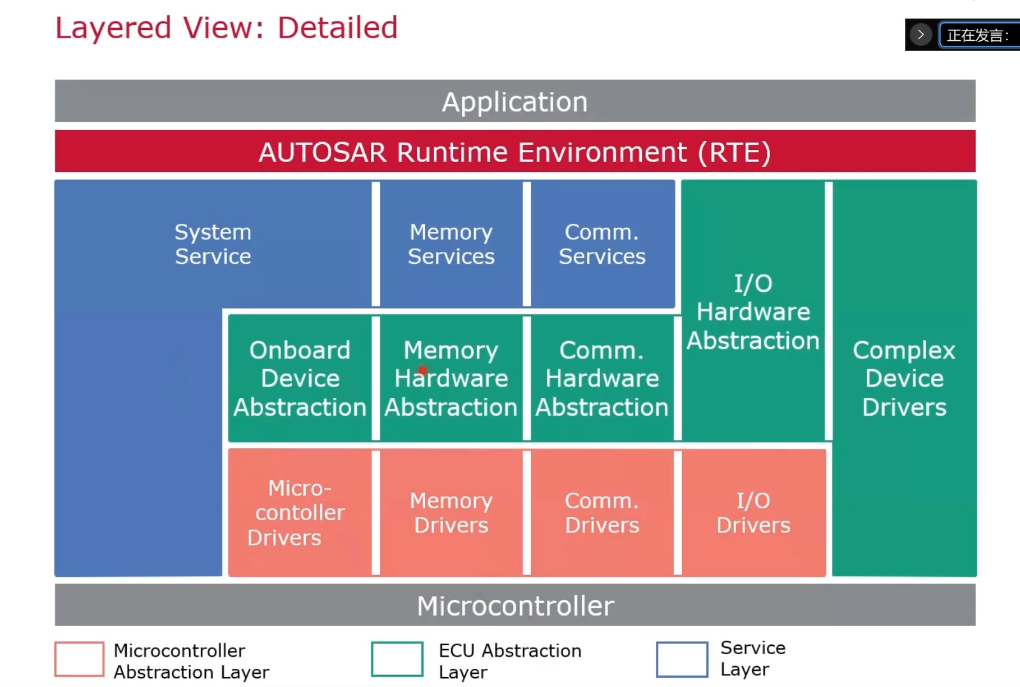 Layered View: Detailed
正在发言:
Application
AUTOSAR Runtime Environment (RTE)
System
Service
Memory
Services
Comm.
Services
I/O
Hardware
Abstraction
Complex
Device
Drivers
Onboard
Device
Abstraction
Memory
Hardware
Abstraction
Comm.
Hardware
Abstraction
Micro-
contoller
Drivers
Memory
Drivers
Comm.
Drivers
I/O
Drivers
Microcontroller
Microcontroller
Abstraction Layer
ECU Abstraction
Layer
Service
Layer